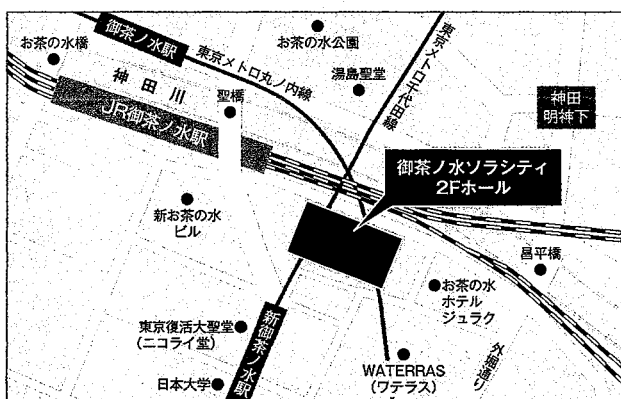 御茶ノ水駅
お茶の水橋
お茶の水公園
東京メトロ丸ノ内線
東京メトロ千代田線
湯島聖堂
神田川
聖橋
JR御茶ノ水駅
神田
明神下
御茶ノ水ソラシティ
2Fホール
新お茶の水
ビル
昌平橋
お茶の水
ホテル
ジュラク
外堀通り
東京復活大聖堂
(ニコライ堂)
新御茶ノ水駅
WATERRAS
(ワテラス)
日本大学